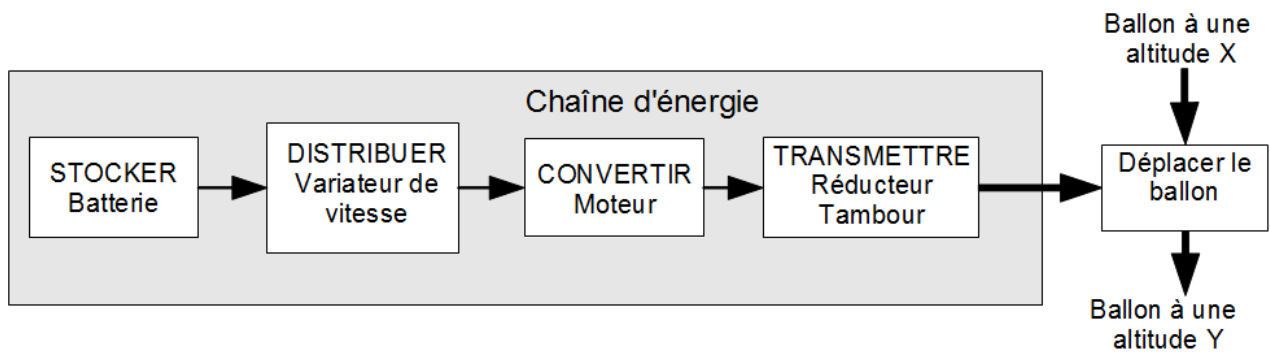 Ballon à une
altitude X
Chaîne d'énergie
STOCKER
Batterie
DISTRIBUER
Variateur de
vitesse
CONVERTIR
Moteur
TRANSMETTRE
Réducteur
Tambour
Déplacer le
ballon
Ballon à une
altitude Y